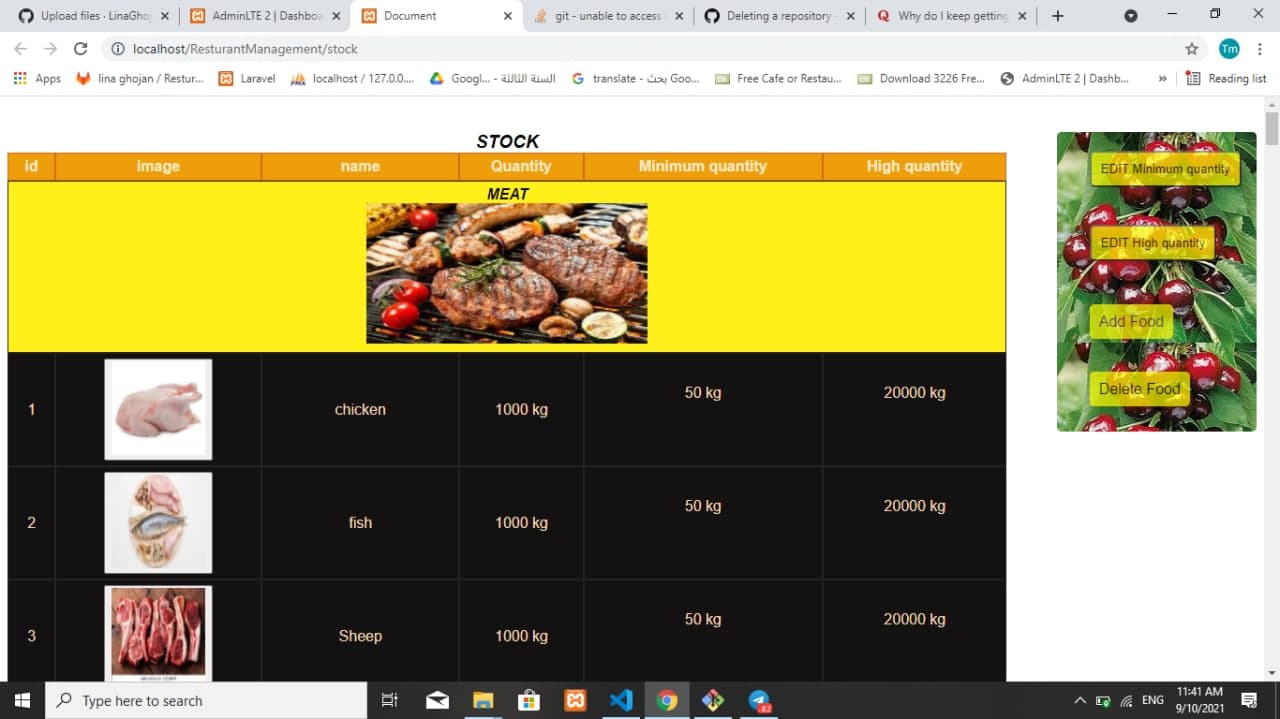 Upload files · LinaGhoj
AdminLTE 2 | Dashboa
Document
git - unable to access
Deleting a repository
Why do I keep getting
localhost/ResturantManagement/stock
Tm
Apps
lina ghojan / Restur...
Laravel
localhost / 127.0.0....
Googl... - السنة الثالثة
translate - بحث Goo...
Free Cafe or Restau...
Download 3226 Fre...
AdminLTE 2 | Dashb...
»
Reading list
STOCK
id image name Quantity Minimum quantity High quantity
MEAT
1 chicken 1000 kg 50 kg 20000 kg
2 fish 1000 kg 50 kg 20000 kg
3 Sheep 1000 kg 50 kg 20000 kg
EDIT Minimum quantity
EDIT High quantity
Add Food
Delete Food
Type here to search
82
ENG
11:41 AM
9/10/2021